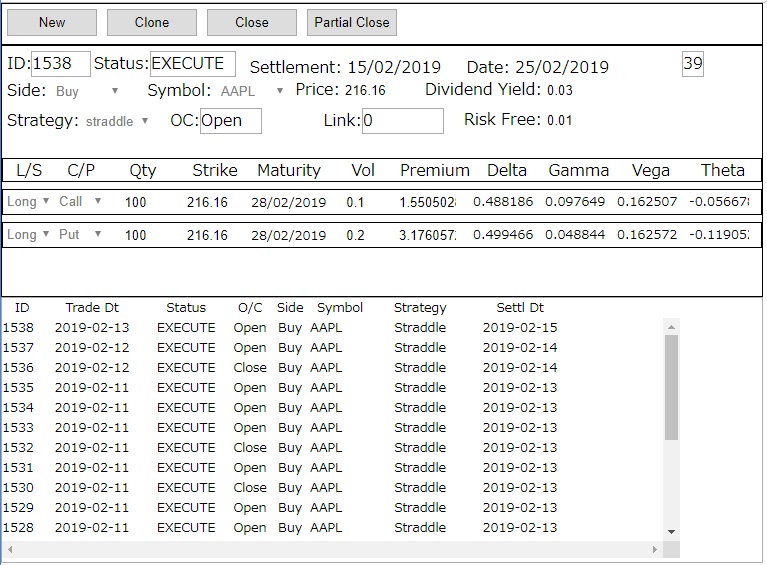 New Clone Close Partial Close
ID: 1538 Status: EXECUTE Settlement: 15/02/2019 Date: 25/02/2019 39
Side: Buy Symbol: AAPL Price: 216.16 Dividend Yield: 0.03
Strategy: straddle OC: Open Link: 0 Risk Free: 0.01
L/S C/P Qty Strike Maturity Vol Premium Delta Gamma Vega Theta
Long Call 100 216.16 28/02/2019 0.1 1.550502 0.488186 0.097649 0.162507 -0.05667
Long Put 100 216.16 28/02/2019 0.2 3.176057 0.499466 0.048844 0.162572 -0.11905
ID Trade Dt Status O/C Side Symbol Strategy Settl Dt
1538 2019-02-13 EXECUTE Open Buy AAPL Straddle 2019-02-15
1537 2019-02-12 EXECUTE Open Buy AAPL Straddle 2019-02-14
1536 2019-02-12 EXECUTE Close Buy AAPL Straddle 2019-02-14
1535 2019-02-11 EXECUTE Open Buy AAPL Straddle 2019-02-13
1534 2019-02-11 EXECUTE Open Buy AAPL Straddle 2019-02-13
1533 2019-02-11 EXECUTE Open Buy AAPL Straddle 2019-02-13
1532 2019-02-11 EXECUTE Close Buy AAPL Straddle 2019-02-13
1531 2019-02-11 EXECUTE Open Buy AAPL Straddle 2019-02-13
1530 2019-02-11 EXECUTE Close Buy AAPL Straddle 2019-02-13
1529 2019-02-11 EXECUTE Open Buy AAPL Straddle 2019-02-13
1528 2019-02-11 EXECUTE Open Buy AAPL Straddle 2019-02-13